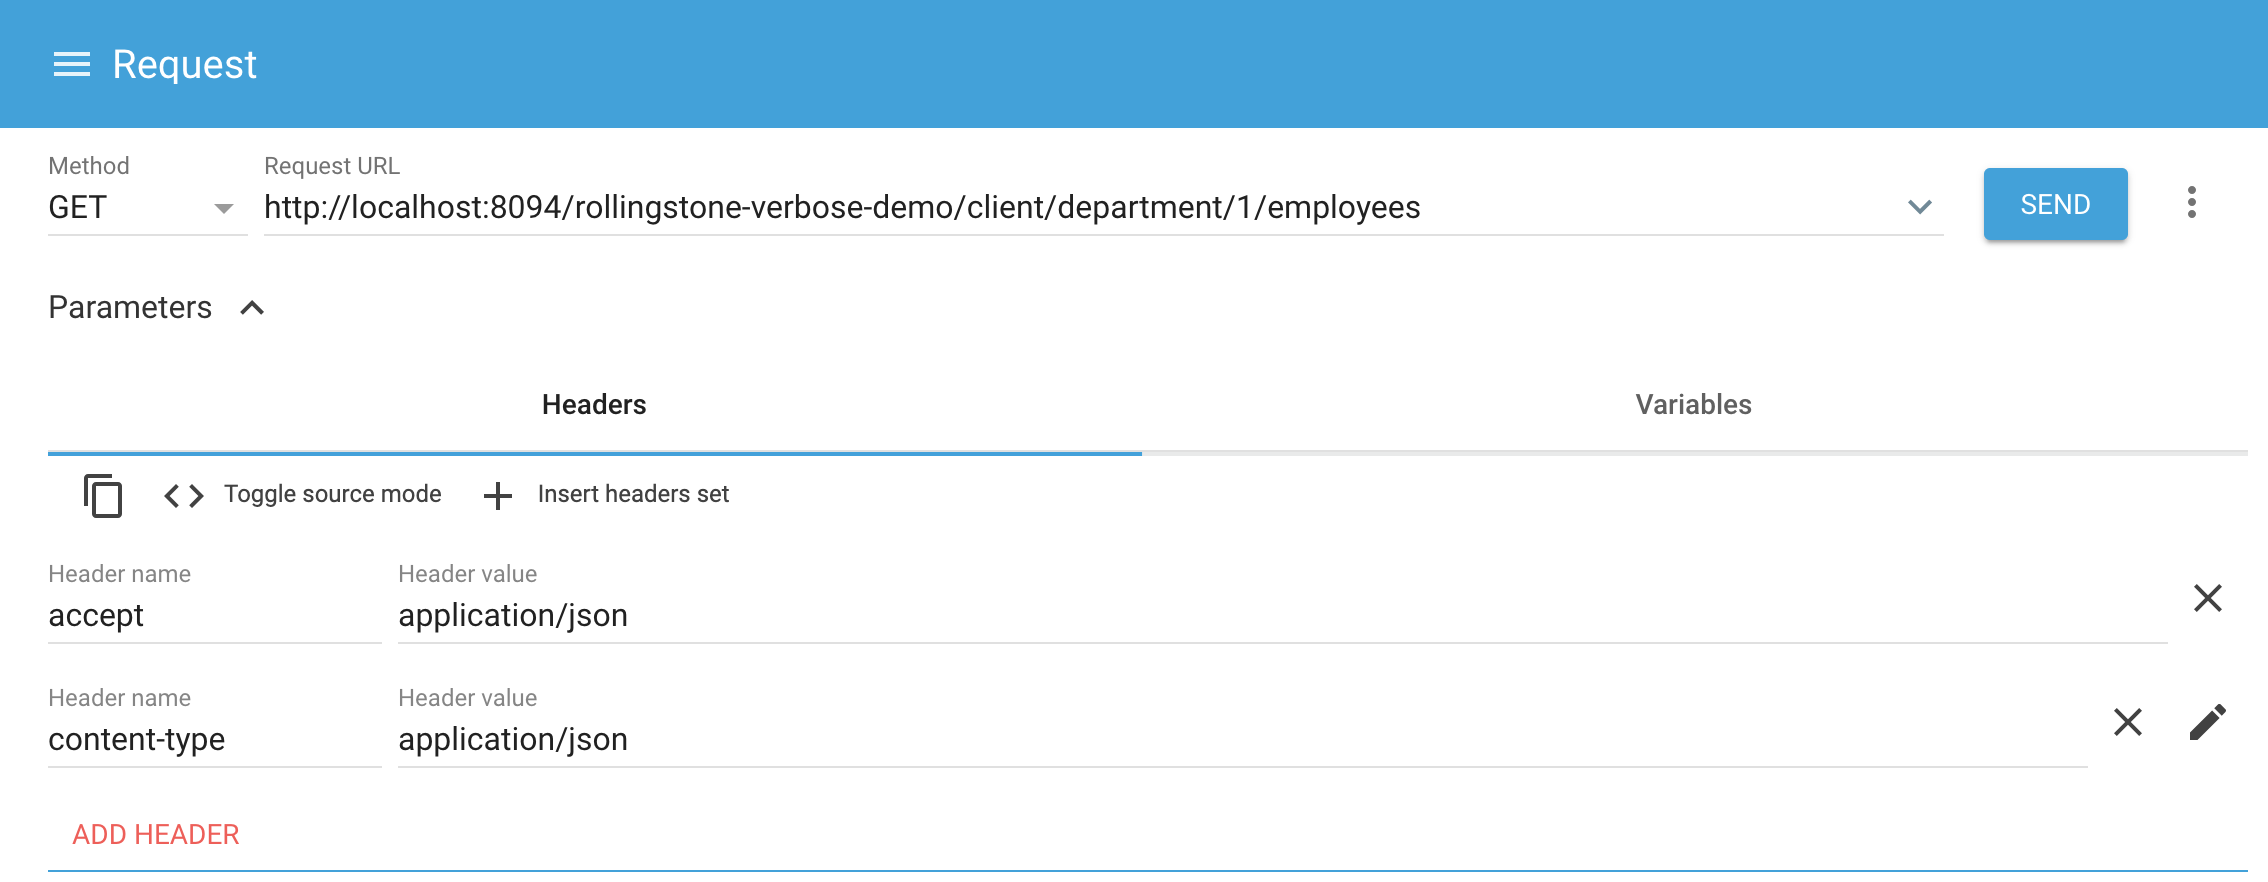 Request
Method
Request URL
GET
http://localhost:8094/rollingstone-verbose-demo/client/department/1/employees
SEND
Parameters
Headers
Variables
Toggle source mode
Insert headers set
Header name
Header value
accept
application/json
Header name
Header value
content-type
application/json
ADD HEADER